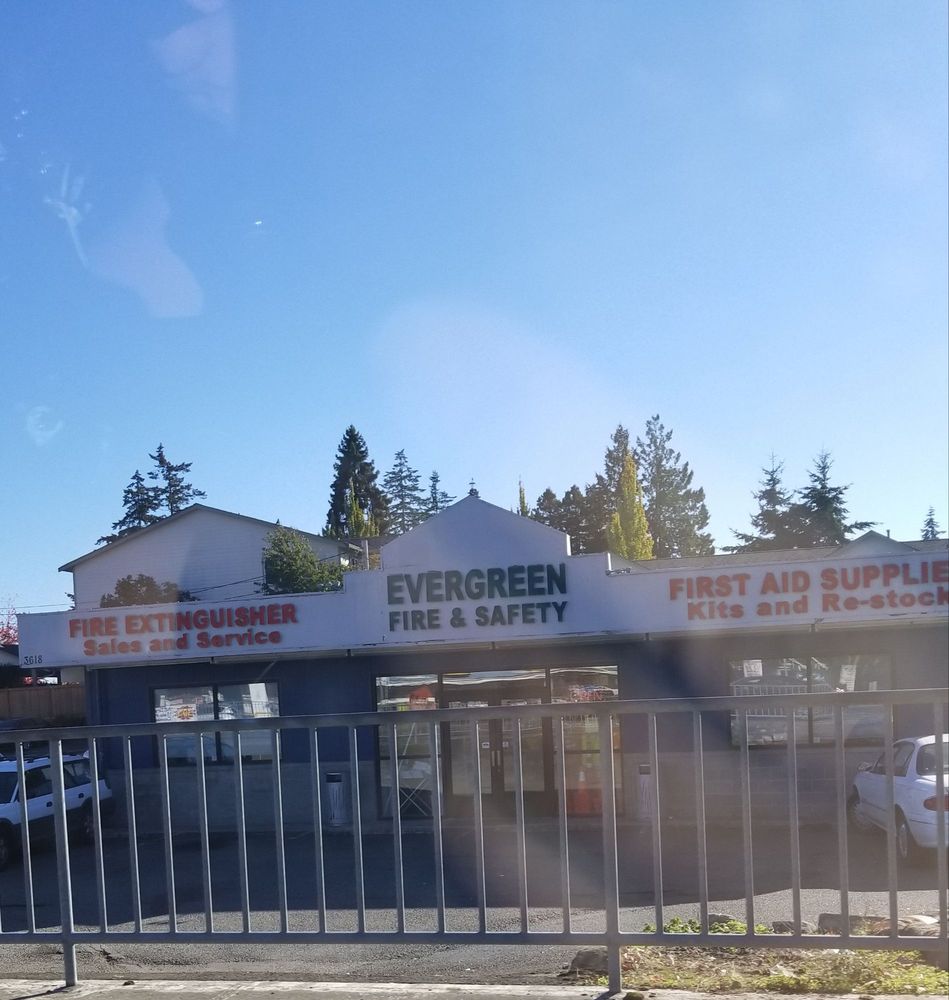 EVERGREEN
FIRE & SAFETY
FIRE EXTINGUISHER
Sales and Service
FIRST AID SUPPLIE
Kits and Re-stock
3618